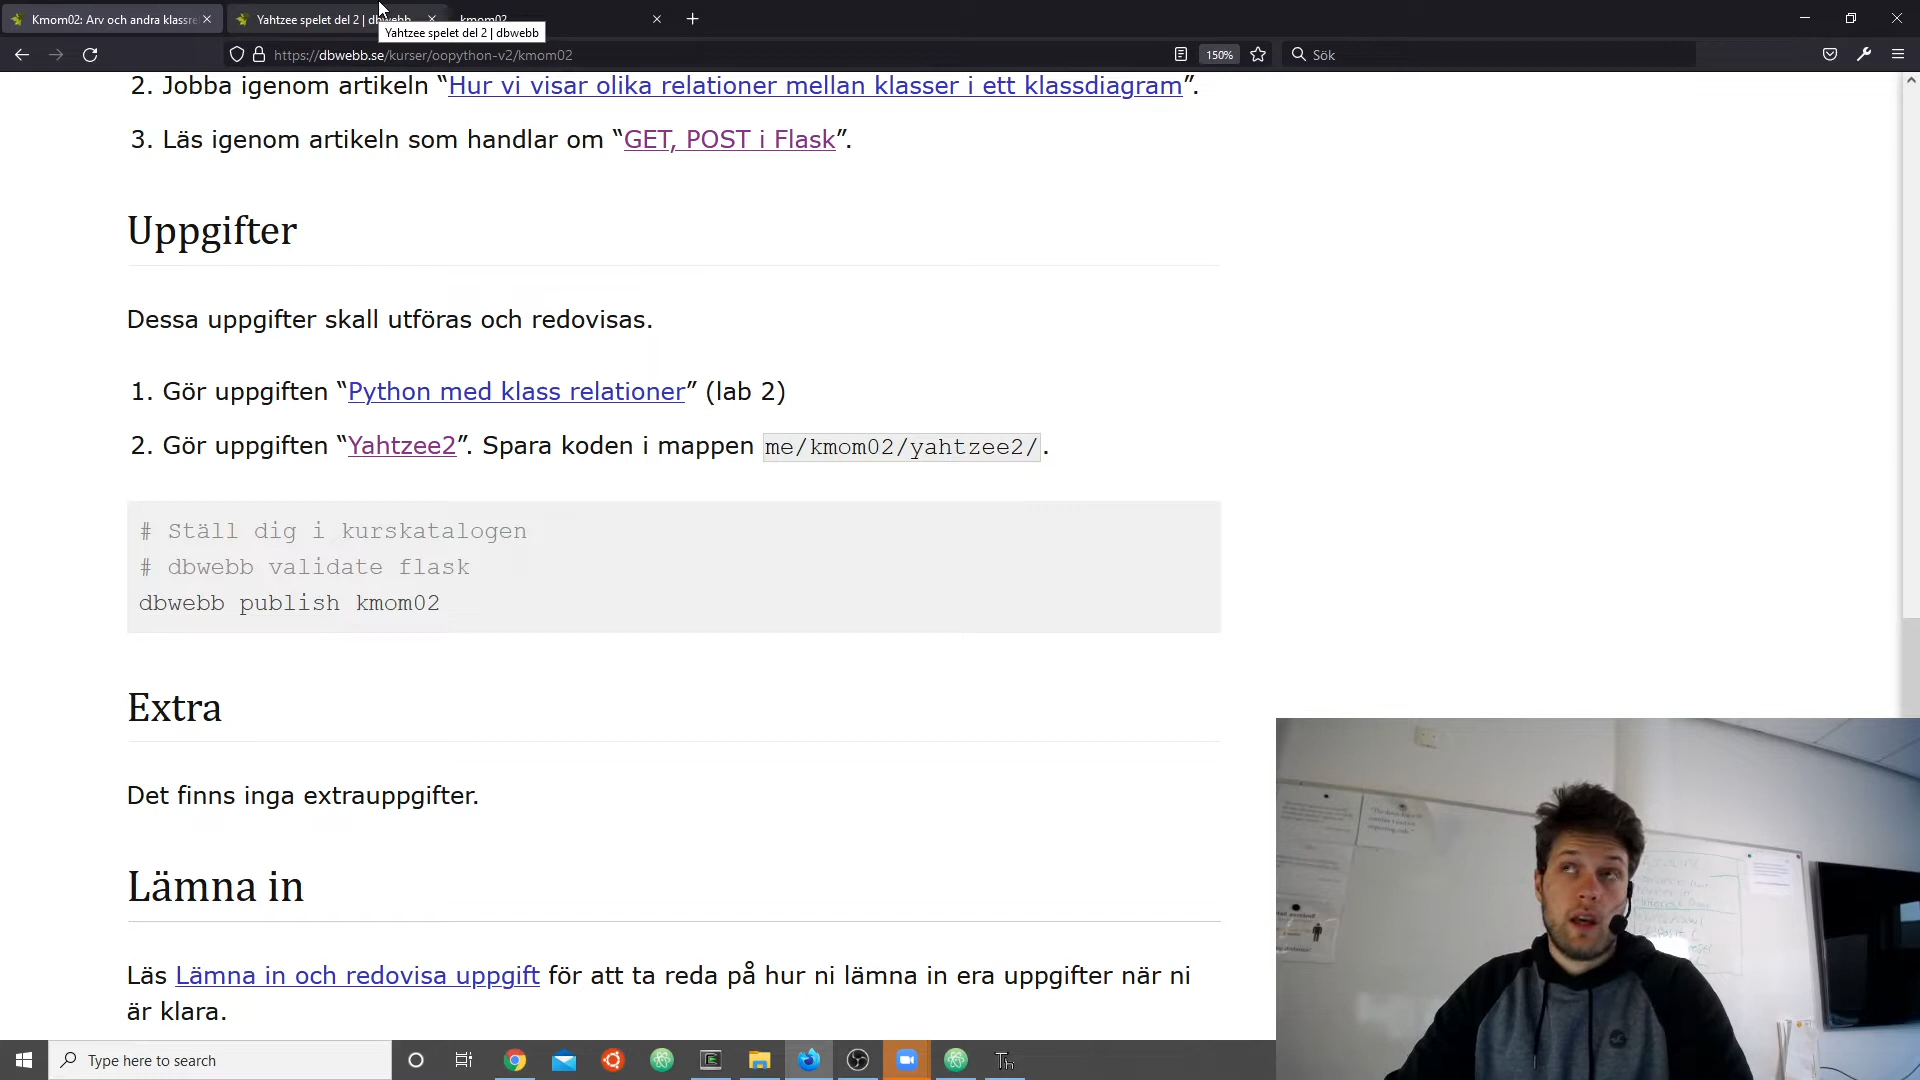 Kmom02: Arv och andra klassre
Yahtzee spelet del 2 | dbwebb
kmom02
Yahtzee spelet del 2 | dbwebb
https://dbwebb.se/kurser/oopython-v2/kmom02
150%
Sök
2. Jobba igenom artikeln “Hur vi visar olika relationer mellan klasser i ett klassdiagram”.
3. Läs igenom artikeln som handlar om “GET, POST i Flask”.
Uppgifter
Dessa uppgifter skall utföras och redovisas.
1. Gör uppgiften “Python med klass relationer” (lab 2)
2. Gör uppgiften “Yahtzee2”. Spara koden i mappen me/kmom02/yahtzee2/.
# Ställ dig i kurskatalogen
# dbwebb validate flask
dbwebb publish kmom02
Extra
Det finns inga extrauppgifter.
Lämna in
Läs Lämna in och redovisa uppgift för att ta reda på hur ni lämna in era uppgifter när ni
är klara.
Type here to search
Th